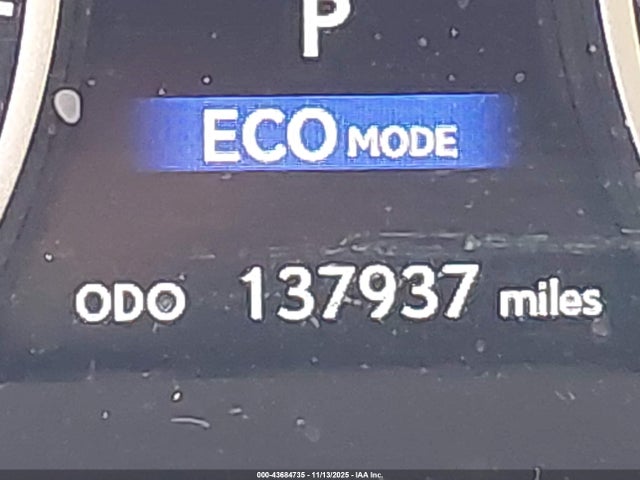 P
ECO MODE
ODO 137937 miles
000-43684735 - 11/13/2025 - IAA Inc.